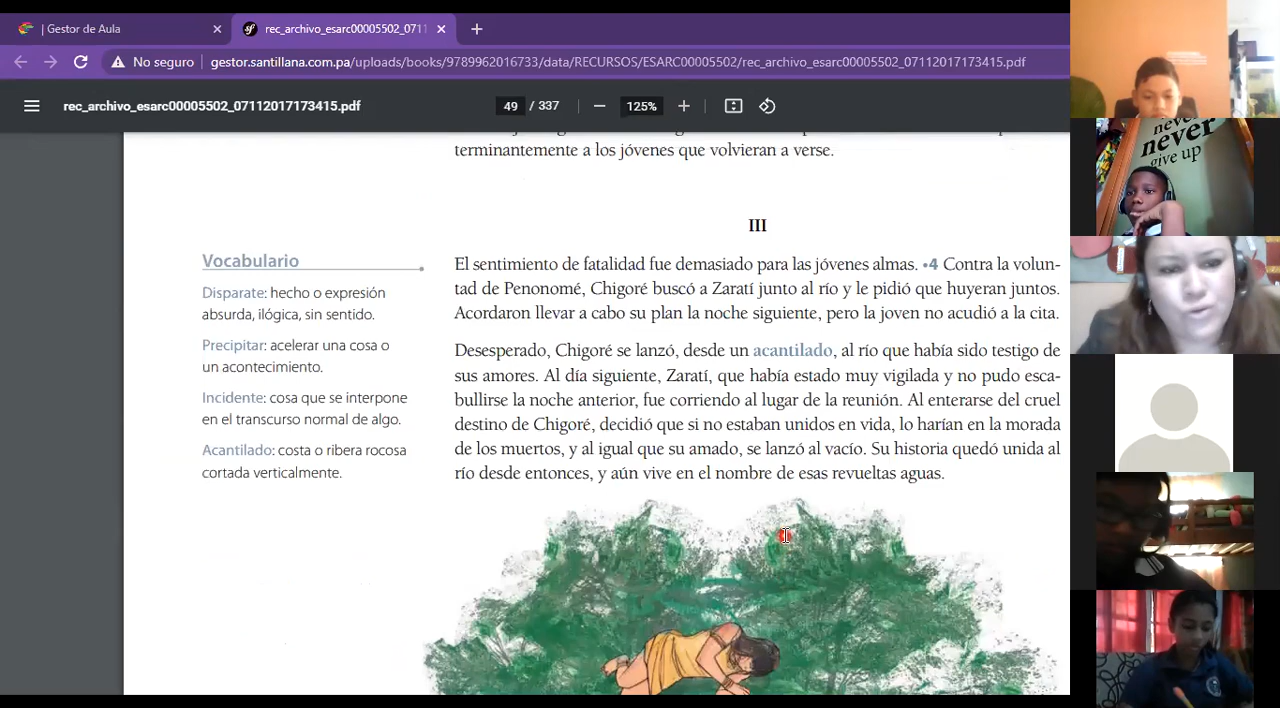 | Gestor de Aula
rec_archivo_esarc00005502_0711
No seguro
gestor.santillana.com.pa/uploads/books/9789962016733/data/RECURSOS/ESARC00005502/rec_archivo_esarc00005502_07112017173415.pdf
rec_archivo_esarc00005502_07112017173415.pdf
49 / 337
125%
terminantemente a los jóvenes que volvieran a verse.
III
Vocabulario
Disparate: hecho o expresión
absurda, ilógica, sin sentido.
Precipitar: acelerar una cosa o
un acontecimiento.
Incidente: cosa que se interpone
en el transcurso normal de algo.
Acantilado: costa o ribera rocosa
cortada verticalmente.
El sentimiento de fatalidad fue demasiado para las jóvenes almas. •4 Contra la volun-
tad de Penonomé, Chigoré buscó a Zaratí junto al río y le pidió que huyeran juntos.
Acordaron llevar a cabo su plan la noche siguiente, pero la joven no acudió a la cita.
Desesperado, Chigoré se lanzó, desde un acantilado, al río que había sido testigo de
sus amores. Al día siguiente, Zaratí, que había estado muy vigilada y no pudo esca-
bullirse la noche anterior, fue corriendo al lugar de la reunión. Al enterarse del cruel
destino de Chigoré, decidió que si no estaban unidos en vida, lo harían en la morada
de los muertos, y al igual que su amado, se lanzó al vacío. Su historia quedó unida al
río desde entonces, y aún vive en el nombre de esas revueltas aguas.
never
never
give up